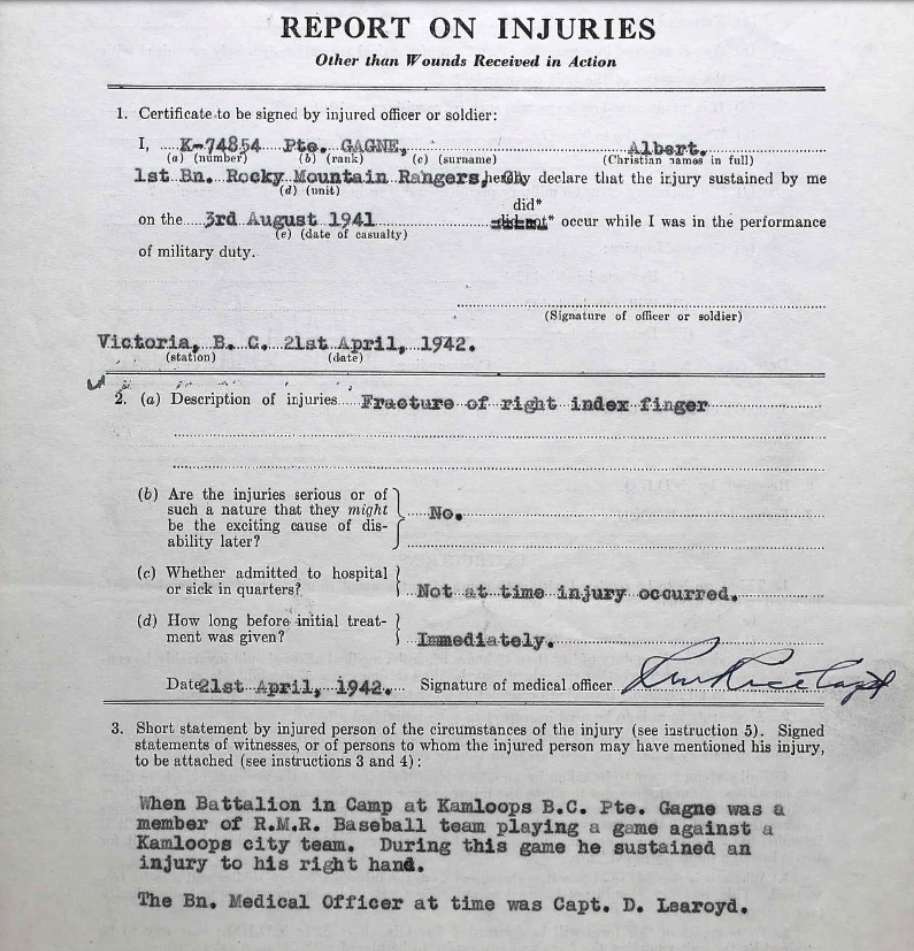 REPORT ON INJURIES
Other than Wounds Received in Action
1. Certificate to be signed by injured officer or soldier:
I, K-74854 Pte. GAGNE, Albert.
(a) (number) (b) (rank) (c) (surname) (Christian names in full)
1st Bn. Rocky Mountain Rangers, hereby declare that the injury sustained by me
(d) (unit)
did*
on the 3rd August 1941 did not* occur while I was in the performance
(e) (date of casualty)
of military duty.
(Signature of officer or soldier)
Victoria, B. C. 21st April, 1942.
(station) (date)
2. (a) Description of injuries Fracture of right index finger
(b) Are the injuries serious or of
such a nature that they might
be the exciting cause of dis-
ability later?
No.
(c) Whether admitted to hospital
or sick in quarters?
Not at time injury occurred.
(d) How long before initial treat-
ment was given?
Immediately.
Date 21st April, 1942. Signature of medical officer
3. Short statement by injured person of the circumstances of the injury (see instruction 5). Signed
statements of witnesses, or of persons to whom the injured person may have mentioned his injury,
to be attached (see instructions 3 and 4):
When Battalion in Camp at Kamloops B.C. Pte. Gagne was a
member of R.M.R. Baseball team playing a game against a
Kamloops city team. During this game he sustained an
injury to his right hand.
The Bn. Medical Officer at time was Capt. D. Learoyd.